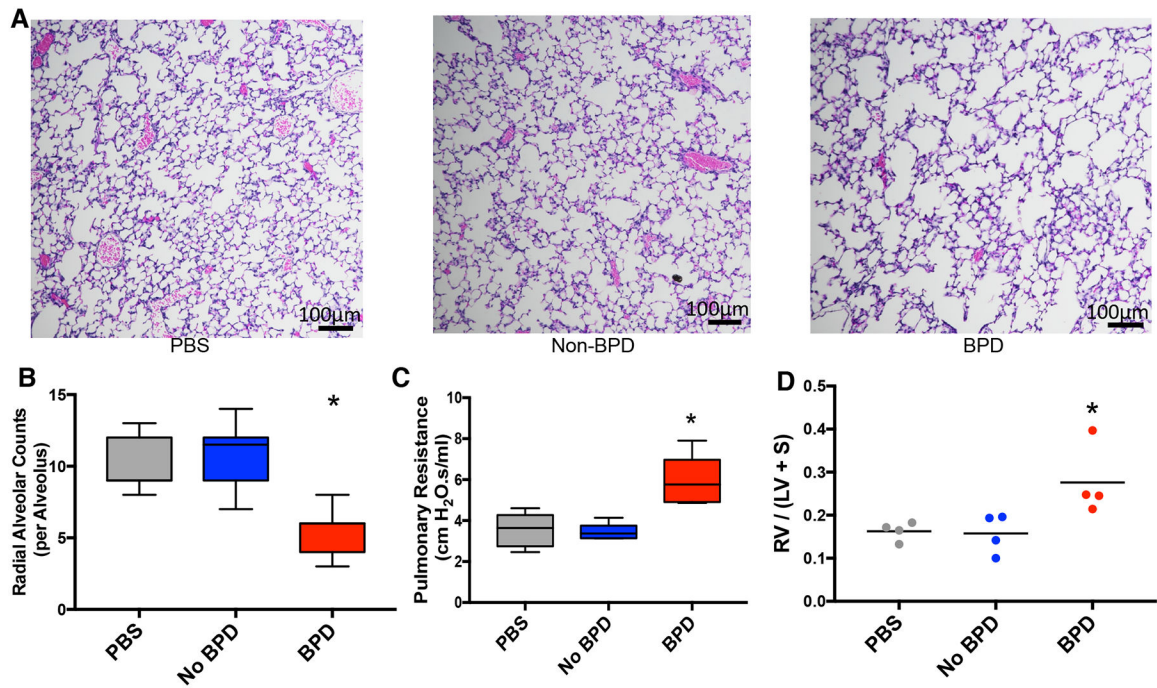 A
100µm
100µm
100µm
PBS
Non-BPD
BPD
B
Radial Alveolar Counts
(per Alveolus)
15
10
5
0
*
PBS
No BPD
BPD
C
Pulmonary Resistance
(cm H₂O.s/ml)
10
8
6
4
2
0
*
PBS
No BPD
BPD
D
RV / (LV + S)
0.5
0.4
0.3
0.2
0.1
0.0
*
PBS
No BPD
BPD